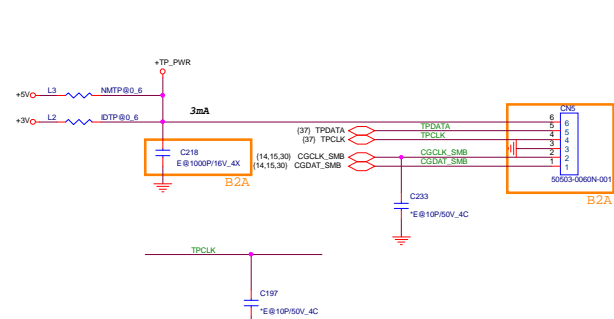 +TP_PWR
+5V L3 NMTP@0_6
+3V L2 IDTP@0_6
3mA
C218
E@1000P/16V_4X
B2A
{37} TPDATA TPDATA
{37} TPCLK TPCLK
{14,15,30} CGCLK_SMB CGCLK_SMB
{14,15,30} CGDAT_SMB CGDAT_SMB
CN5
6 6
5 5
4 4
3 3
2 2
1 1
50503-0060N-001
B2A
C233
*E@10P/50V_4C
TPCLK
C197
*E@10P/50V_4C